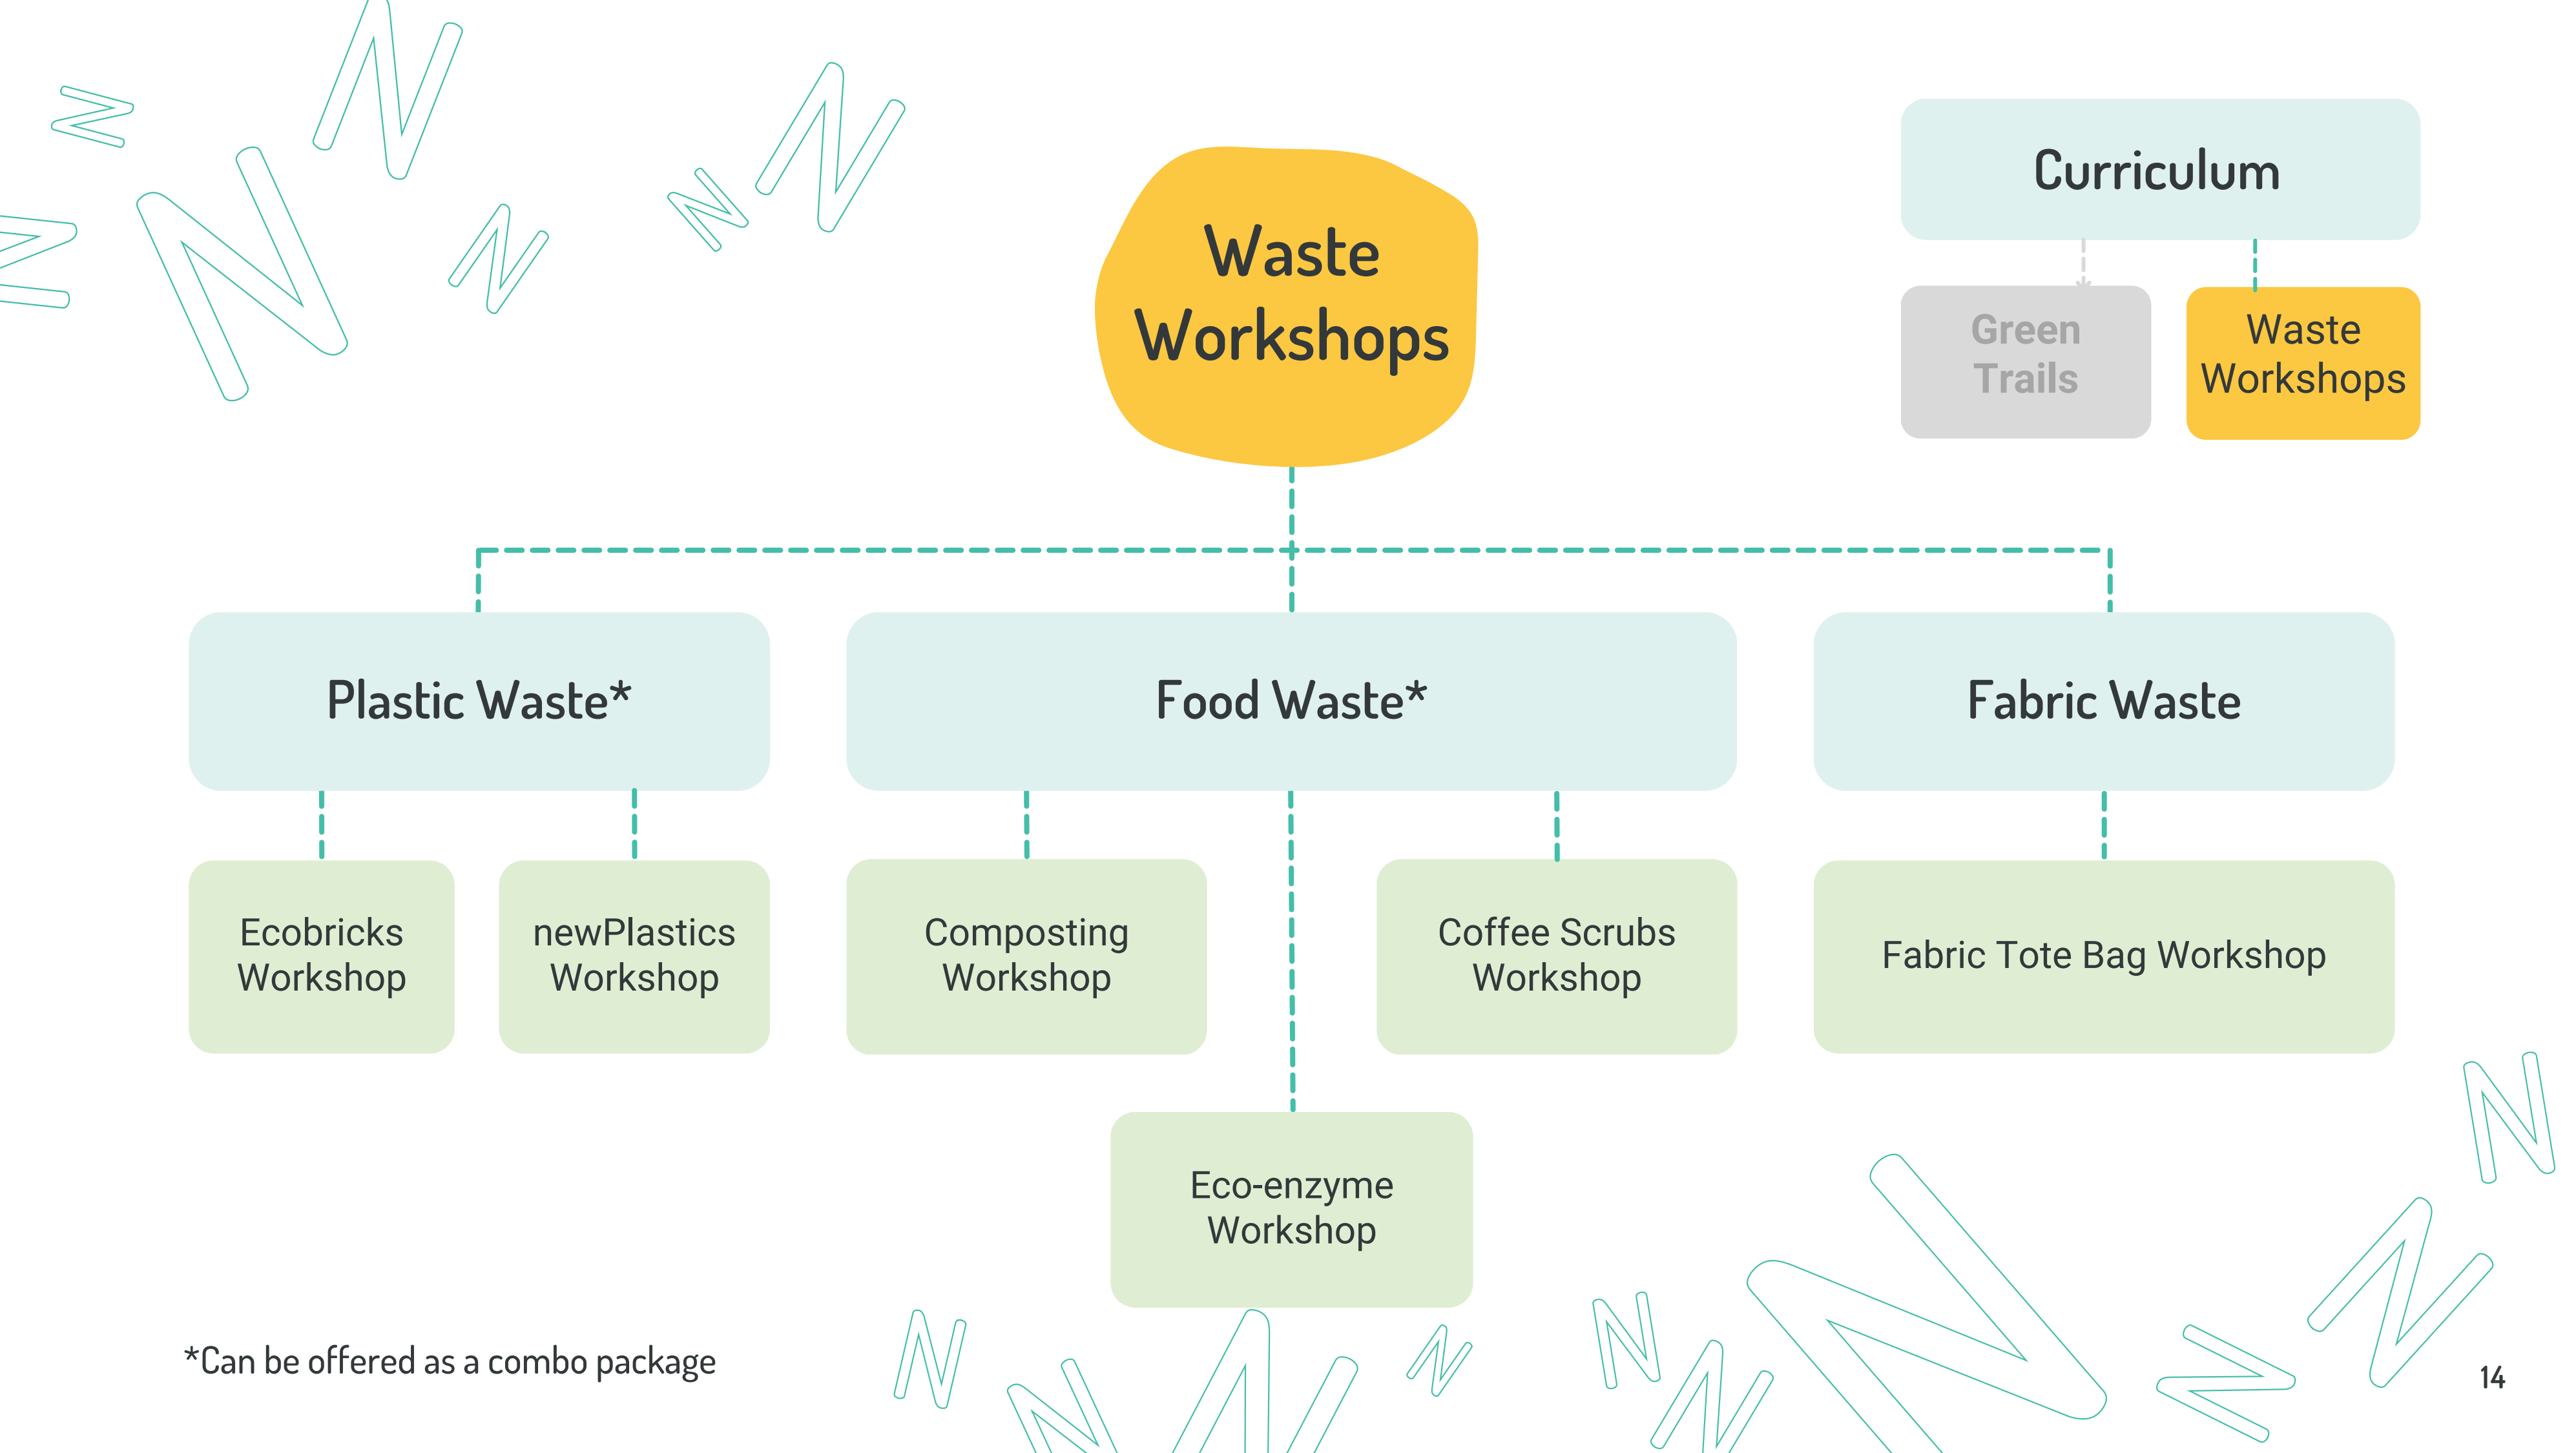 Curriculum
Green
Trails
Waste
Workshops
Waste
Workshops
Plastic Waste*
Food Waste*
Fabric Waste
Ecobricks
Workshop
newPlastics
Workshop
Composting
Workshop
Coffee Scrubs
Workshop
Fabric Tote Bag Workshop
Eco-enzyme
Workshop
*Can be offered as a combo package
14